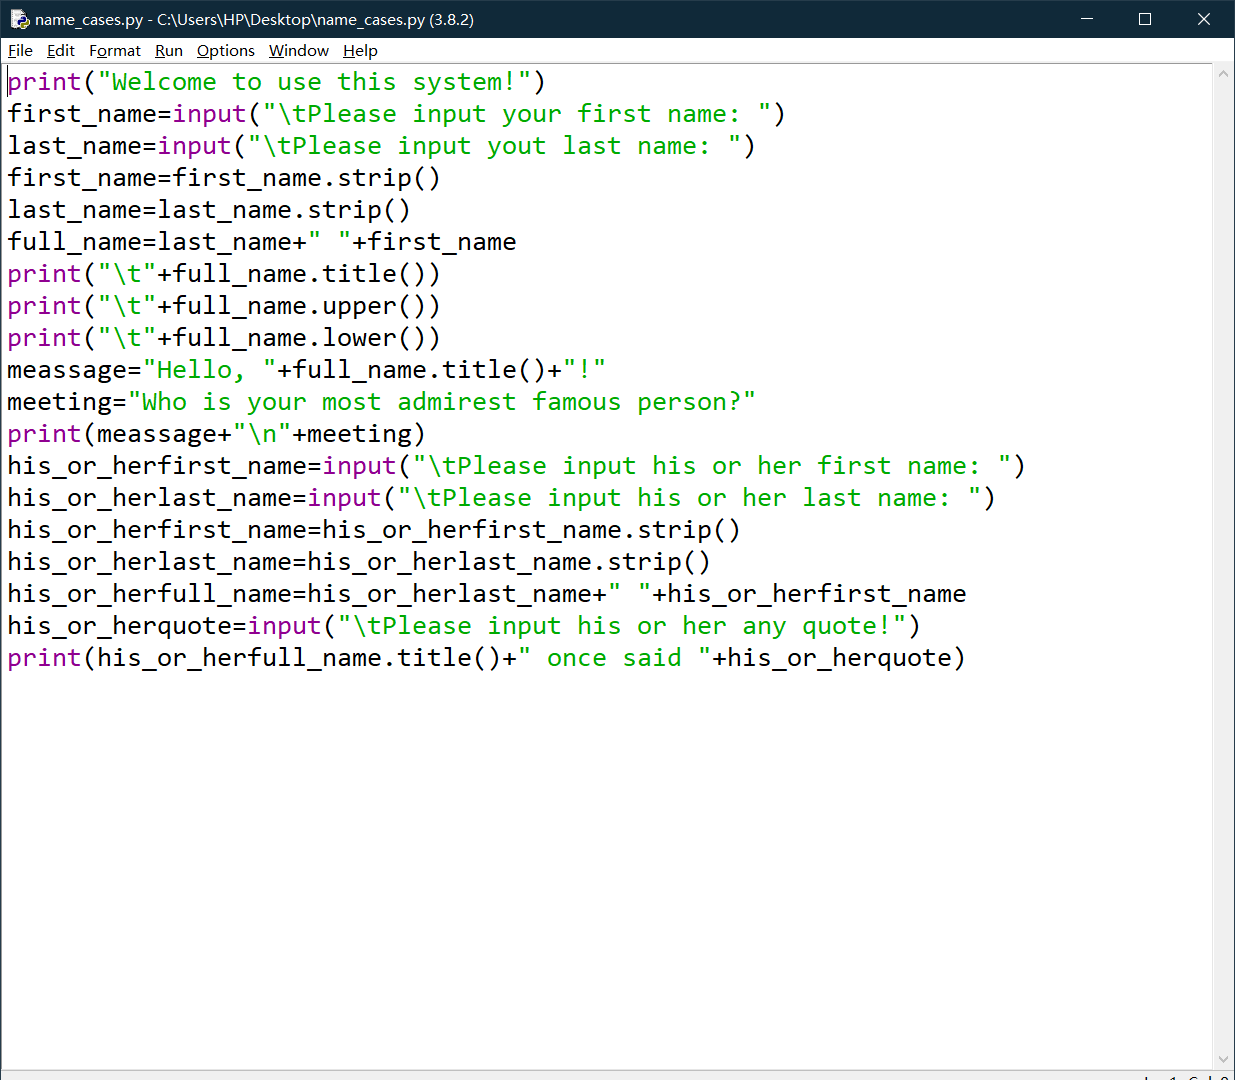 name_cases.py - C:\Users\HP\Desktop\name_cases.py (3.8.2)
File Edit Format Run Options Window Help
print("Welcome to use this system!")
first_name=input("\tPlease input your first name: ")
last_name=input("\tPlease input yout last name: ")
first_name=first_name.strip()
last_name=last_name.strip()
full_name=last_name+" "+first_name
print("\t"+full_name.title())
print("\t"+full_name.upper())
print("\t"+full_name.lower())
meassage="Hello, "+full_name.title()+"!"
meeting="Who is your most admirest famous person?"
print(meassage+"\n"+meeting)
his_or_herfirst_name=input("\tPlease input his or her first name: ")
his_or_herlast_name=input("\tPlease input his or her last name: ")
his_or_herfirst_name=his_or_herfirst_name.strip()
his_or_herlast_name=his_or_herlast_name.strip()
his_or_herfull_name=his_or_herlast_name+" "+his_or_herfirst_name
his_or_herquote=input("\tPlease input his or her any quote!")
print(his_or_herfull_name.title()+" once said "+his_or_herquote)